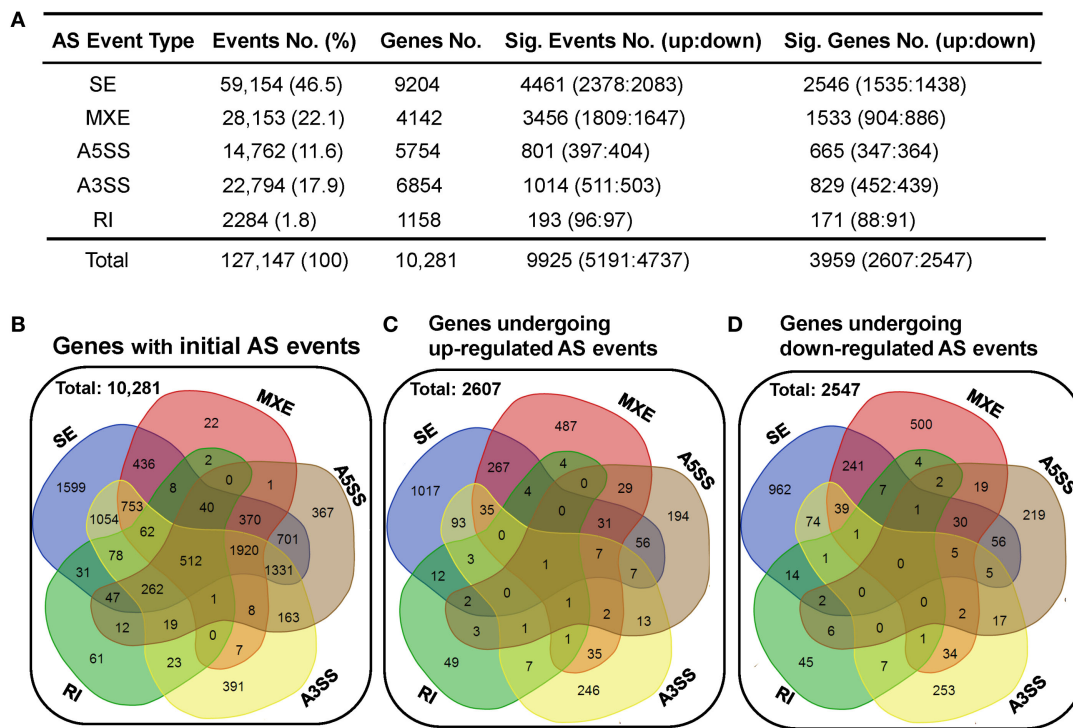 A
AS Event Type Events No. (%) Genes No. Sig. Events No. (up:down) Sig. Genes No. (up:down)
SE 59,154 (46.5) 9204 4461 (2378:2083) 2546 (1535:1438)
MXE 28,153 (22.1) 4142 3456 (1809:1647) 1533 (904:886)
A5SS 14,762 (11.6) 5754 801 (397:404) 665 (347:364)
A3SS 22,794 (17.9) 6854 1014 (511:503) 829 (452:439)
RI 2284 (1.8) 1158 193 (96:97) 171 (88:91)
Total 127,147 (100) 10,281 9925 (5191:4737) 3959 (2607:2547)
B
Genes with initial AS events
Total: 10,281
MXE
SE
A5SS
22
436
2
8
0
1
1599
753
40
367
1054
62
370
701
78
512
1920
1331
31
262
47
1
8
163
12
19
0
61
23
7
391
RI
A3SS
C
Genes undergoing
up-regulated AS events
Total: 2607
MXE
SE
A5SS
487
267
4
4
0
29
1017
35
0
194
93
0
31
56
3
1
7
7
12
0
2
1
2
13
3
1
1
49
7
35
246
RI
A3SS
D
Genes undergoing
down-regulated AS events
Total: 2547
MXE
SE
A5SS
500
241
4
7
2
19
962
39
1
219
74
1
30
56
1
0
5
5
14
0
2
0
2
17
6
0
1
45
7
34
253
RI
A3SS